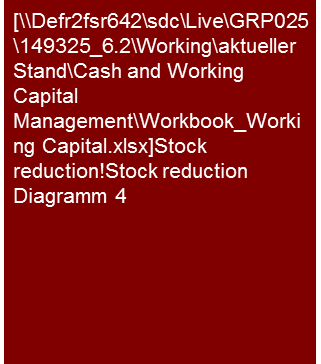 [\\Defr2fsr642\sdc\Live\GRP025
\149325_6.2\Working\aktueller
Stand\Cash and Working
Capital
Management\Workbook_Worki
ng Capital.xlsx]Stock
reduction!Stock reduction
Diagramm 4